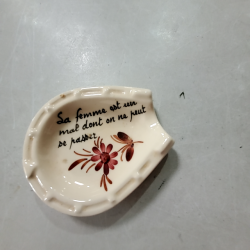 La femme est un
mal dont on ne peut
se passer